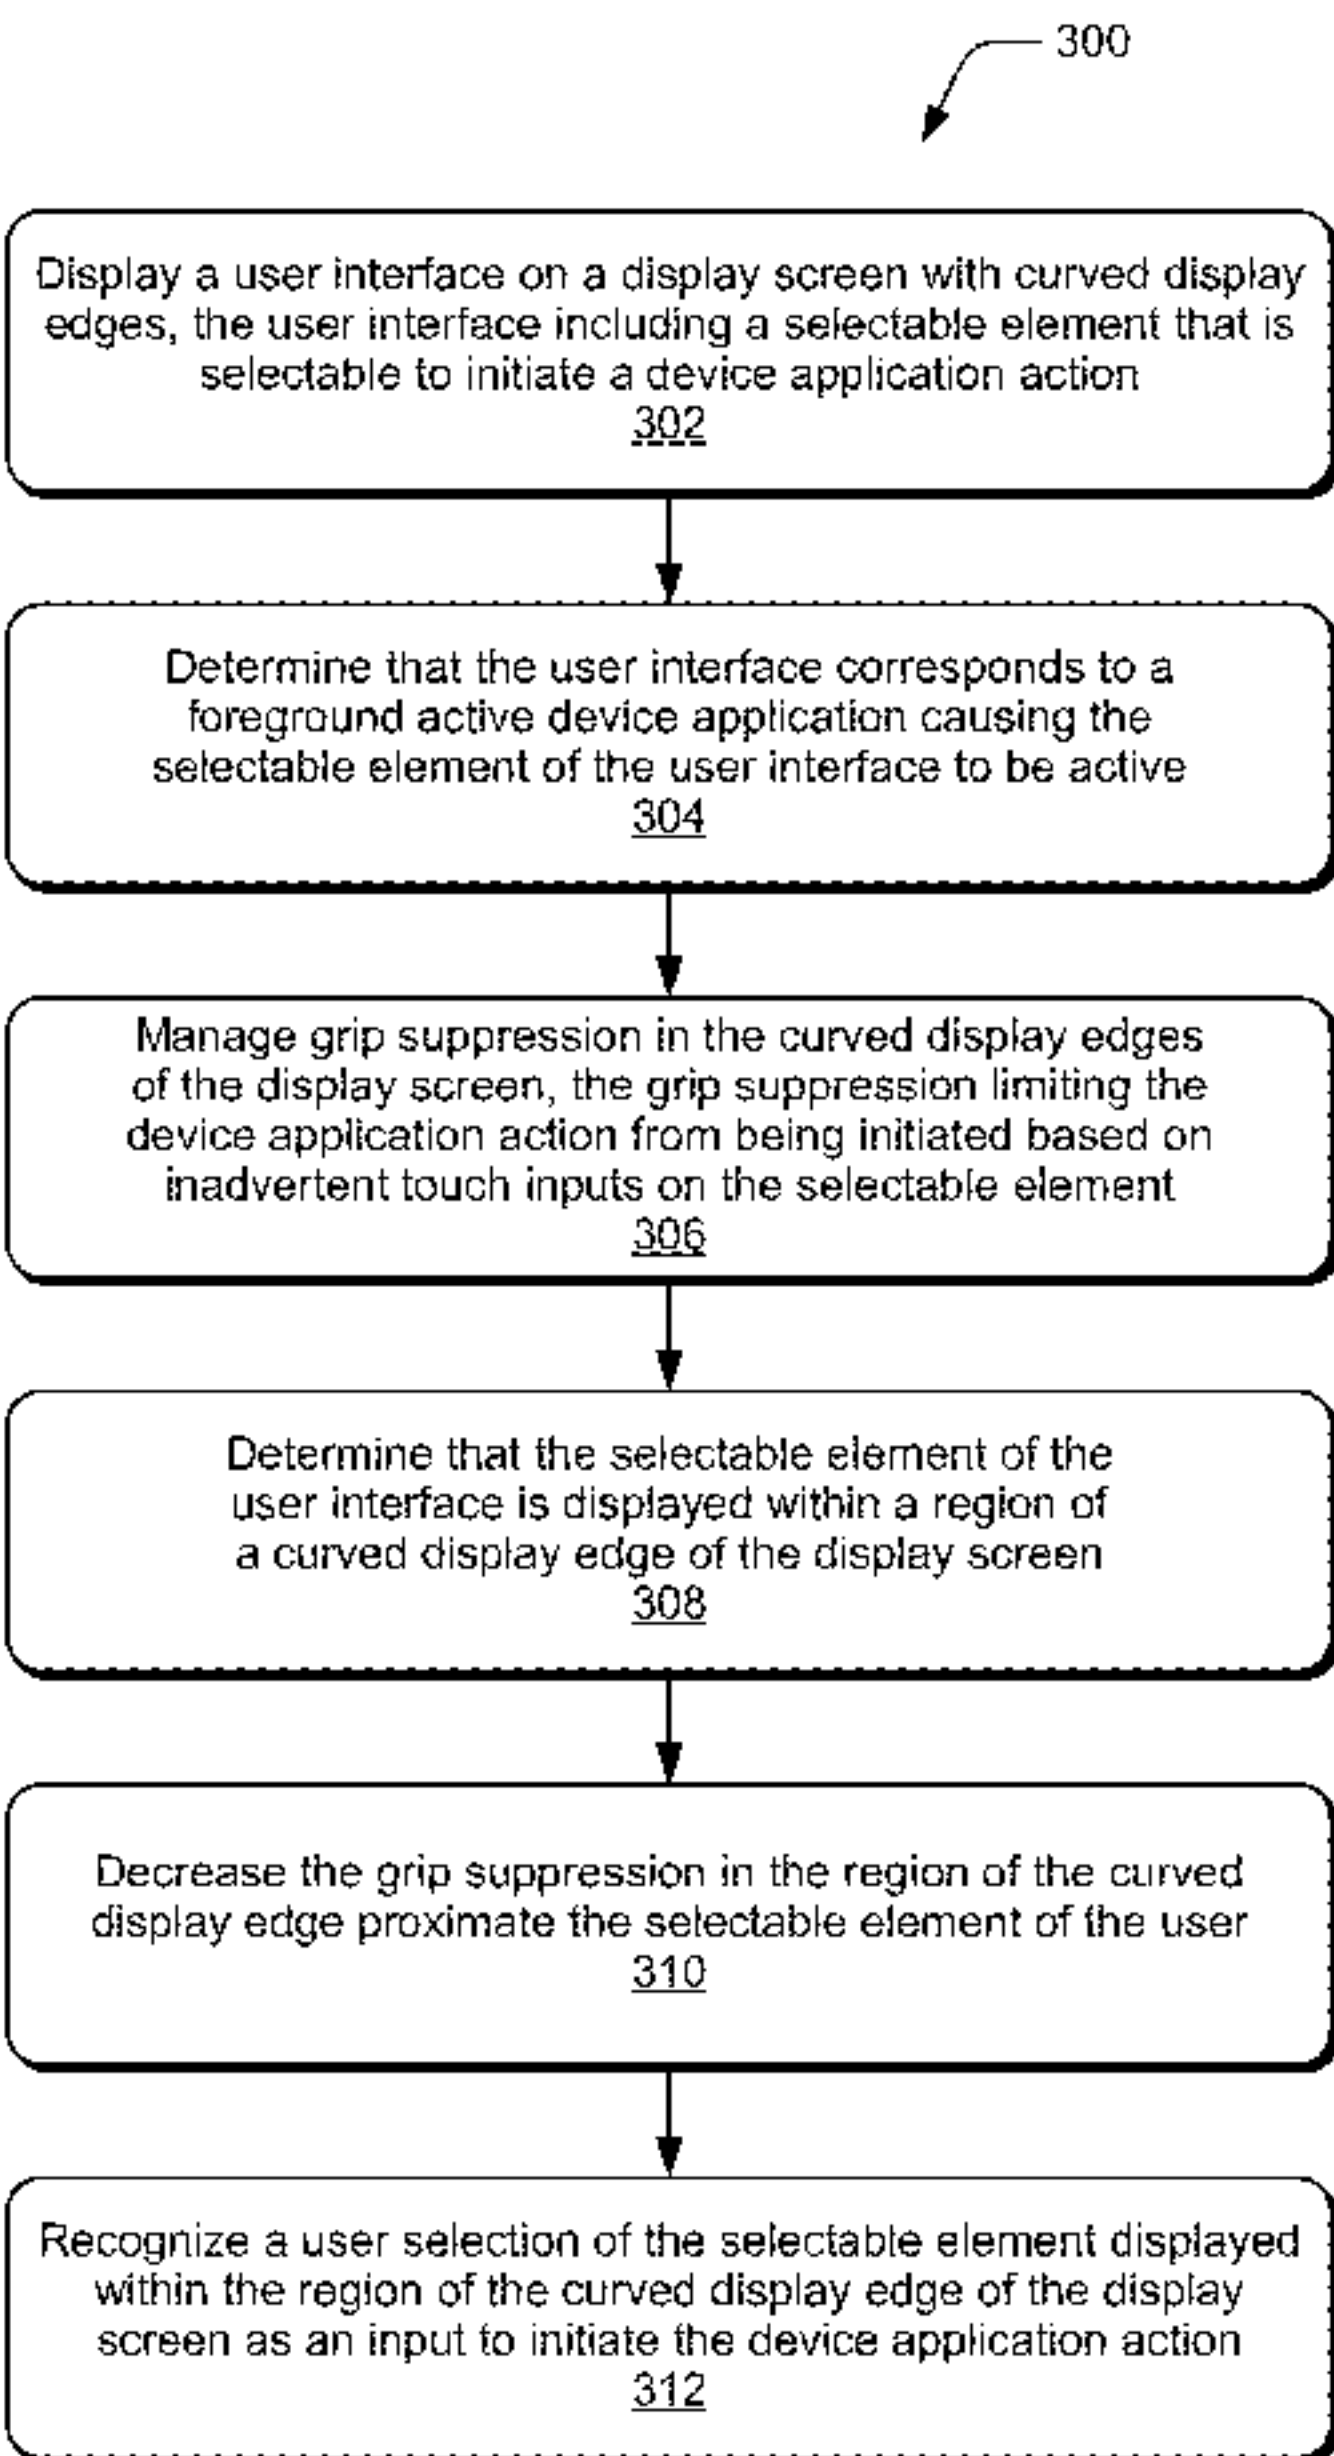 300
Display a user interface on a display screen with curved display
edges, the user interface including a selectable element that is
selectable to initiate a device application action
302
Determine that the user interface corresponds to a
foreground active device application causing the
selectable element of the user interface to be active
304
Manage grip suppression in the curved display edges
of the display screen, the grip suppression limiting the
device application action from being initiated based on
inadvertent touch inputs on the selectable element
306
Determine that the selectable element of the
user interface is displayed within a region of
a curved display edge of the display screen
308
Decrease the grip suppression in the region of the curved
display edge proximate the selectable element of the user
310
Recognize a user selection of the selectable element displayed
within the region of the curved display edge of the display
screen as an input to initiate the device application action
312